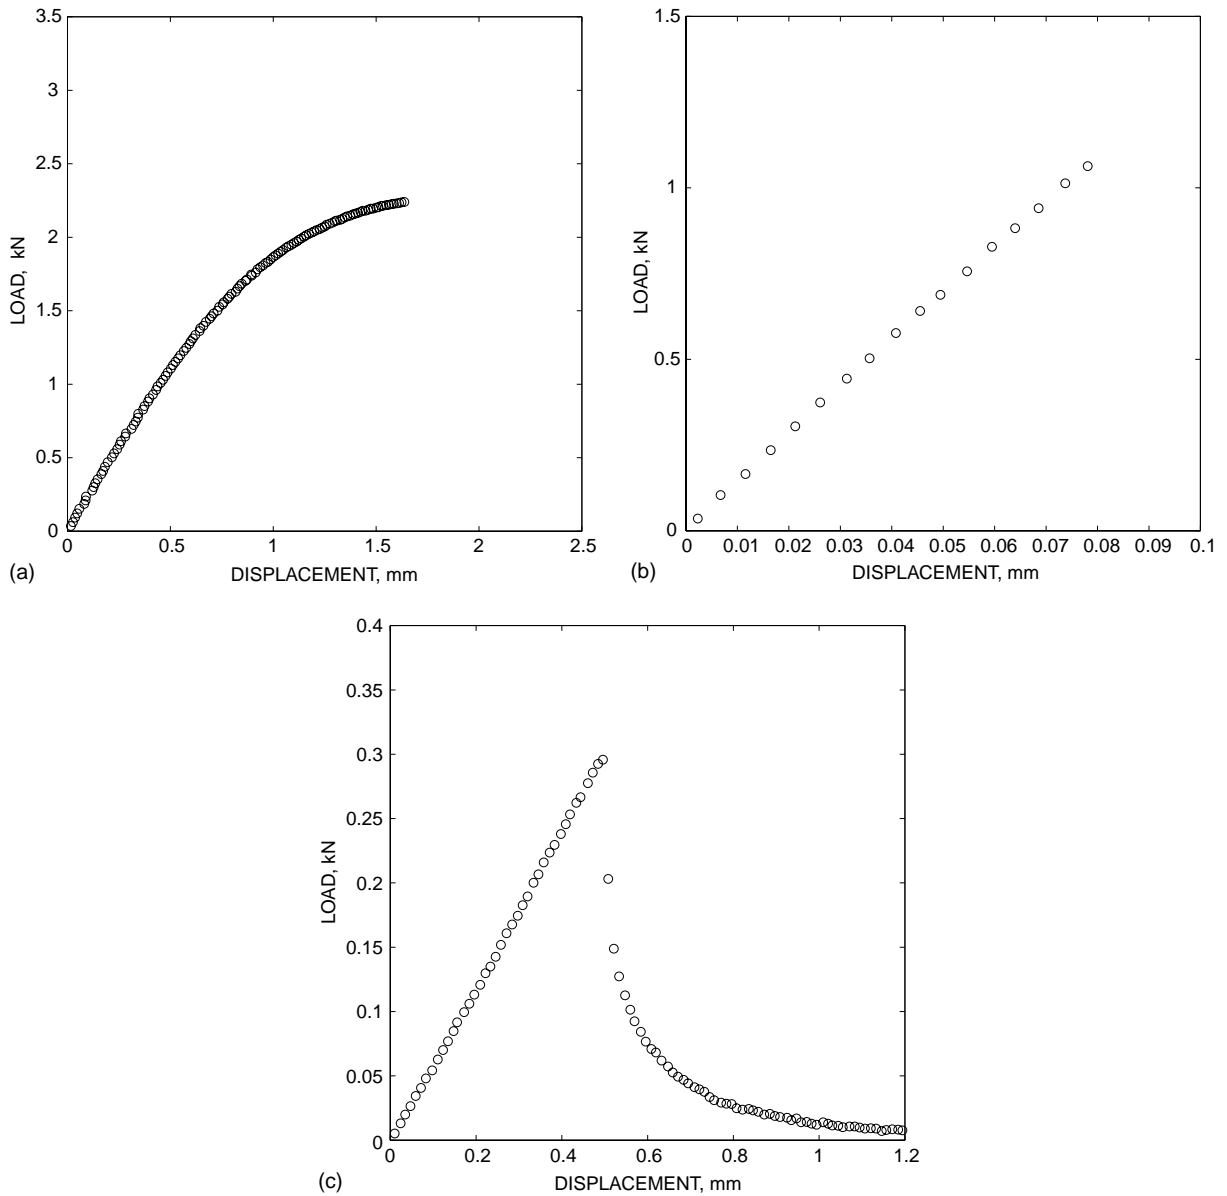 3.5
3
2.5
2
1.5
1
0.5
0
LOAD, kN
0 0.5 1 1.5 2 2.5
(a) DISPLACEMENT, mm
1.5
1
0.5
0
LOAD, kN
0 0.01 0.02 0.03 0.04 0.05 0.06 0.07 0.08 0.09 0.1
(b) DISPLACEMENT, mm
0.4
0.35
0.3
0.25
0.2
0.15
0.1
0.05
0
LOAD, kN
0 0.2 0.4 0.6 0.8 1 1.2
(c) DISPLACEMENT, mm